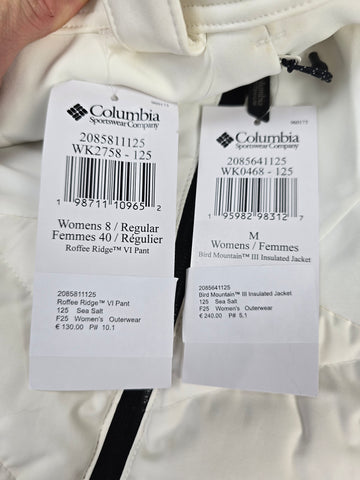 Columbia
Sportswear Company
2085811125
WK2758 - 125
1 98711 10965 2
Womens 8 / Regular
Femmes 40 / Régulier
Roffee Ridge™ VI Pant
2085811125
Roffee Ridge™ VI Pant
125 Sea Salt
F25 Women's Outerwear
€ 130.00 P# 10.1
Columbia
Sportswear Company
2085641125
WK0468 - 125
1 95982 98312 7
M
Womens / Femmes
Bird Mountain™ III Insulated Jacket
2085641125
Bird Mountain™ III Insulated Jacket
125 Sea Salt
F25 Women's Outerwear
€ 240.00 P# 5.1